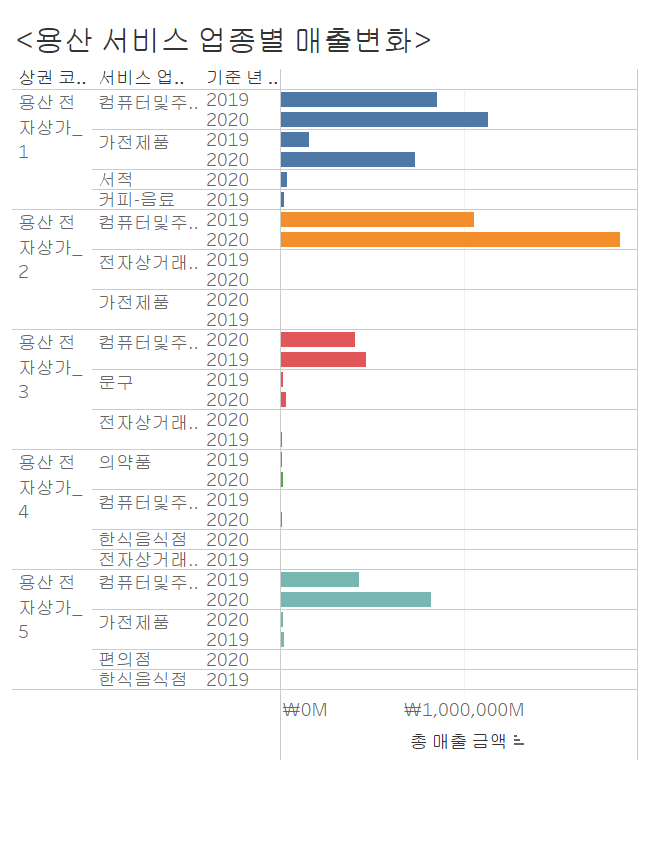 <용산 서비스 업종별 매출변화>
상권 코.. 서비스 업.. 기준 년 ..
용산 전자상가_1 컴퓨터및주.. 2019
2020
가전제품 2019
2020
서적 2020
커피-음료 2019
용산 전자상가_2 컴퓨터및주.. 2019
2020
전자상거래.. 2019
2020
가전제품 2020
2019
용산 전자상가_3 컴퓨터및주.. 2020
2019
문구 2019
2020
전자상거래.. 2020
2019
용산 전자상가_4 의약품 2019
2020
컴퓨터및주.. 2019
2020
한식음식점 2020
전자상거래.. 2019
용산 전자상가_5 컴퓨터및주.. 2019
2020
가전제품 2020
2019
편의점 2020
한식음식점 2019
₩0M ₩1,000,000M
총 매출 금액